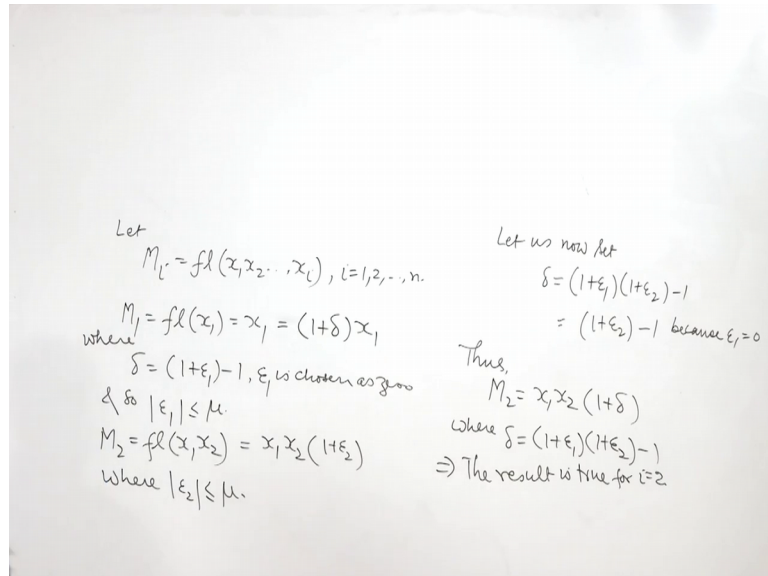 Let
M_i = fl(x_1 x_2 ..., x_i), i=1,2,..,n.
M_1 = fl(x_1) = x_1 = (1+δ)x_1
where
δ = (1+ε_1)-1, ε_1 is chosen as zero
& so |ε_1| ≤ μ.
M_2 = fl(x_1 x_2) = x_1 x_2 (1+ε_2)
where |ε_2| ≤ μ.
Let us now set
δ = (1+ε_1)(1+ε_2)-1
= (1+ε_2)-1 because ε_1=0
Thus,
M_2 = x_1 x_2 (1+δ)
where δ = (1+ε_1)(1+ε_2)-1
⇒ The result is true for i=2